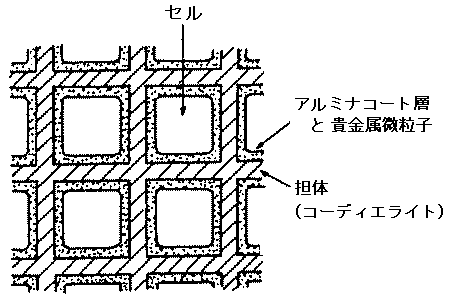 セル
アルミナコート層
と貴金属微粒子
担体
(コーディエライト)